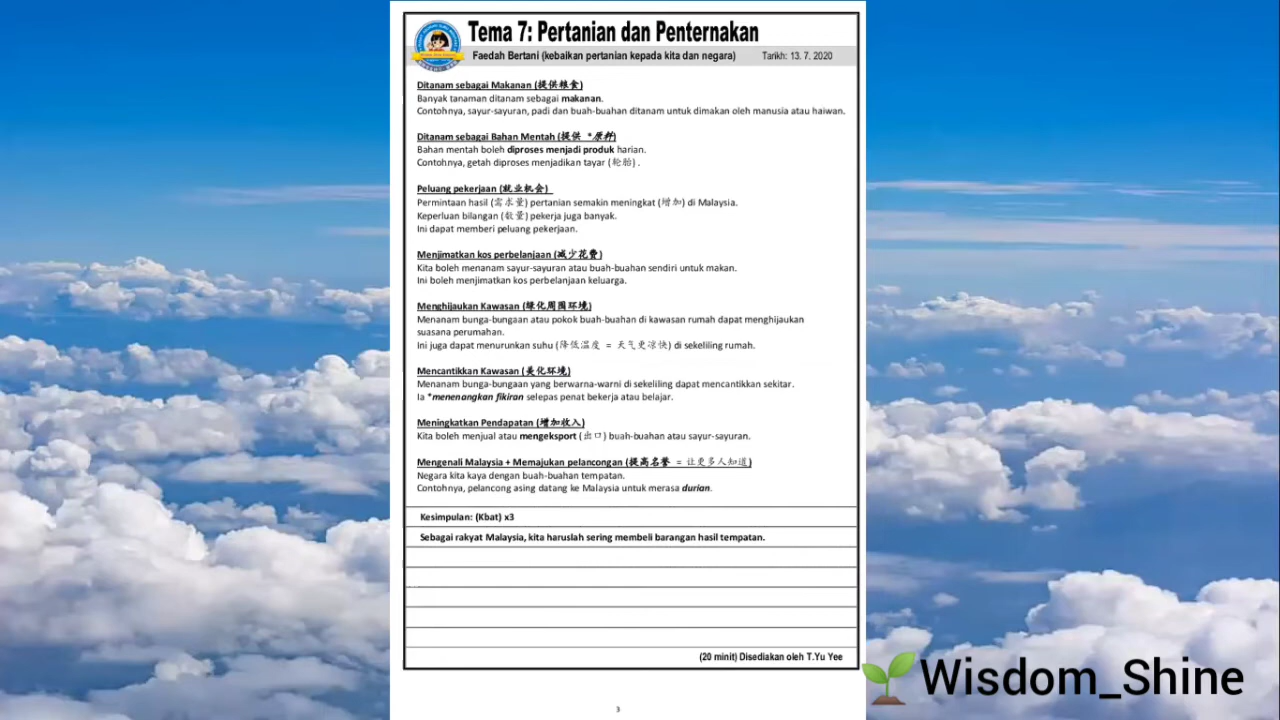 Tema 7: Pertanian dan Penternakan
Faedah Bertani (kebaikan pertanian kepada kita dan negara) Tarikh: 13. 7. 2020
Ditanam sebagai Makanan (提供粮食)
Banyak tanaman ditanam sebagai makanan.
Contohnya, sayur-sayuran, padi dan buah-buahan ditanam untuk dimakan oleh manusia atau haiwan.
Ditanam sebagai Bahan Mentah (提供 *原料)
Bahan mentah boleh diproses menjadi produk harian.
Contohnya, getah diproses menjadikan tayar (轮胎) .
Peluang pekerjaan (就业机会)
Permintaan hasil (需求量) pertanian semakin meningkat (增加) di Malaysia.
Keperluan bilangan (数量) pekerja juga banyak.
Ini dapat memberi peluang pekerjaan.
Menjimatkan kos perbelanjaan (减少花费)
Kita boleh menanam sayur-sayuran atau buah-buahan sendiri untuk makan.
Ini boleh menjimatkan kos perbelanjaan keluarga.
Menghijaukan Kawasan (绿化周围环境)
Menanam bunga-bungaan atau pokok buah-buahan di kawasan rumah dapat menghijaukan
suasana perumahan.
Ini juga dapat menurunkan suhu (降低温度 = 天气更凉快) di sekeliling rumah.
Mencantikkan Kawasan (美化环境)
Menanam bunga-bungaan yang berwarna-warni di sekeliling dapat mencantikkan sekitar.
Ia *menenangkan fikiran selepas penat bekerja atau belajar.
Meningkatkan Pendapatan (增加收入)
Kita boleh menjual atau mengeksport (出口) buah-buahan atau sayur-sayuran.
Mengenali Malaysia + Memajukan pelancongan (提高名誉 = 让更多人知道)
Negara kita kaya dengan buah-buahan tempatan.
Contohnya, pelancong asing datang ke Malaysia untuk merasa durian.
Kesimpulan: (Kbat) x3
Sebagai rakyat Malaysia, kita haruslah sering membeli barangan hasil tempatan.
(20 minit) Disediakan oleh T.Yu Yee
Wisdom_Shine
3